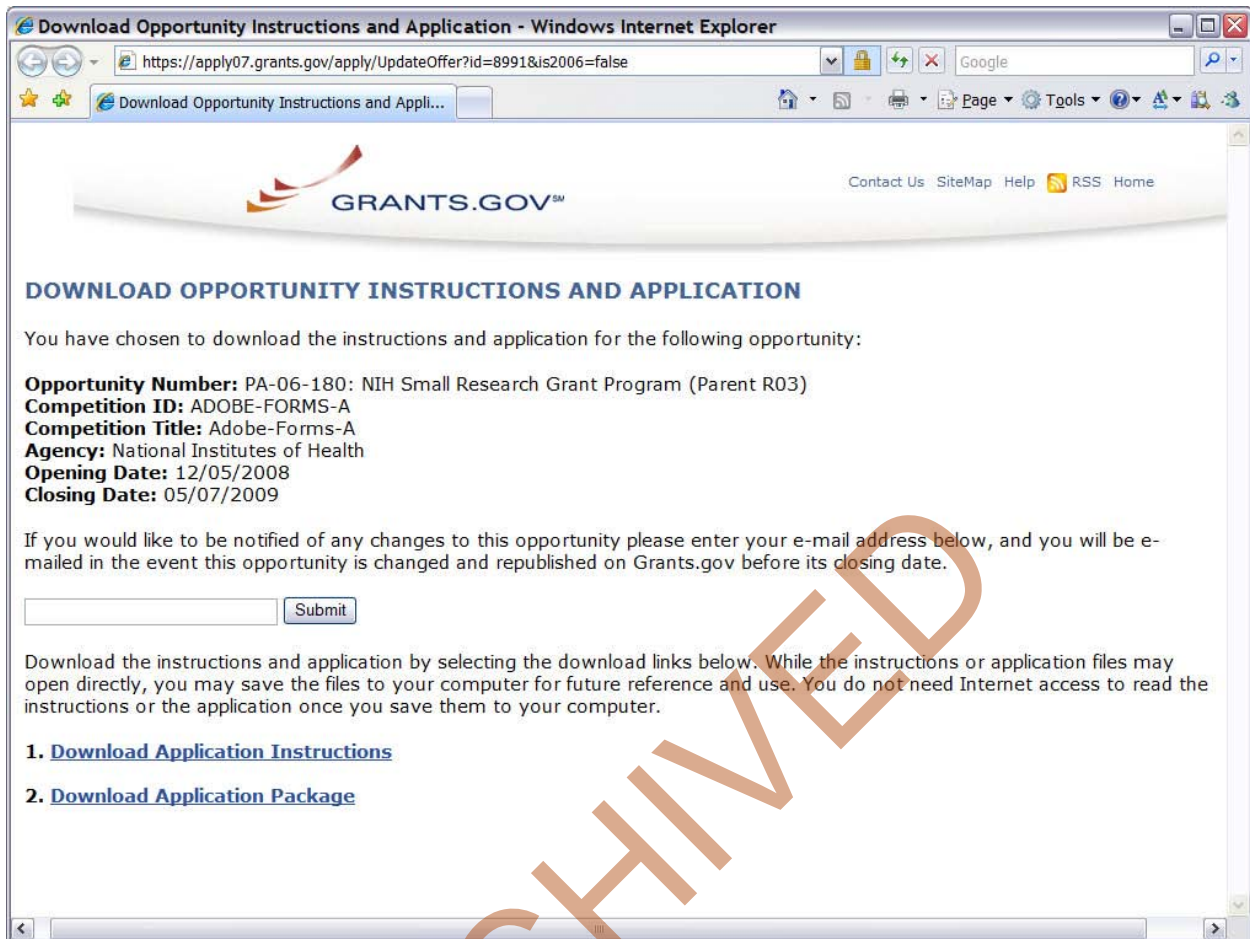 Download Opportunity Instructions and Application - Windows Internet Explorer
https://apply07.grants.gov/apply/UpdateOffer?id=8991&is2006=false
Google
Download Opportunity Instructions and Appli...
Page
Tools
GRANTS.GOV℠
Contact Us SiteMap Help RSS Home
DOWNLOAD OPPORTUNITY INSTRUCTIONS AND APPLICATION
You have chosen to download the instructions and application for the following opportunity:
Opportunity Number: PA-06-180: NIH Small Research Grant Program (Parent R03)
Competition ID: ADOBE-FORMS-A
Competition Title: Adobe-Forms-A
Agency: National Institutes of Health
Opening Date: 12/05/2008
Closing Date: 05/07/2009
If you would like to be notified of any changes to this opportunity please enter your e-mail address below, and you will be e-
mailed in the event this opportunity is changed and republished on Grants.gov before its closing date.
Submit
Download the instructions and application by selecting the download links below. While the instructions or application files may
open directly, you may save the files to your computer for future reference and use. You do not need Internet access to read the
instructions or the application once you save them to your computer.
1. Download Application Instructions
2. Download Application Package
CHIVED